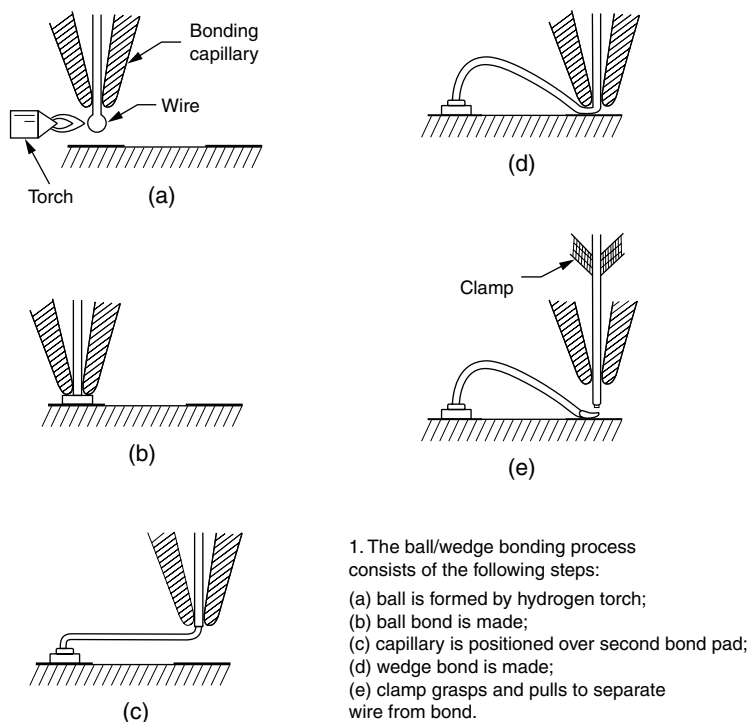 Bonding
capillary
Wire
Torch
(a)
(b)
(c)
(d)
Clamp
(e)
1. The ball/wedge bonding process
consists of the following steps:
(a) ball is formed by hydrogen torch;
(b) ball bond is made;
(c) capillary is positioned over second bond pad;
(d) wedge bond is made;
(e) clamp grasps and pulls to separate
wire from bond.